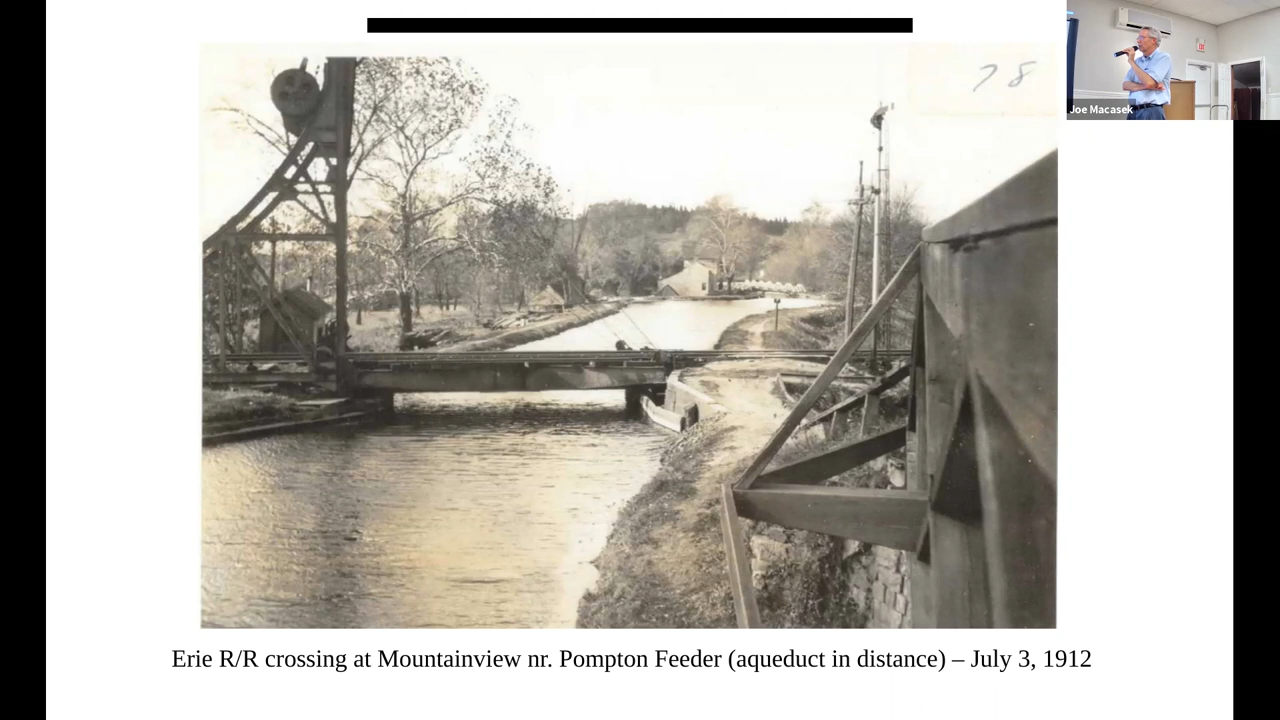 78
Joe Macasek
Erie R/R crossing at Mountainview nr. Pompton Feeder (aqueduct in distance) – July 3, 1912